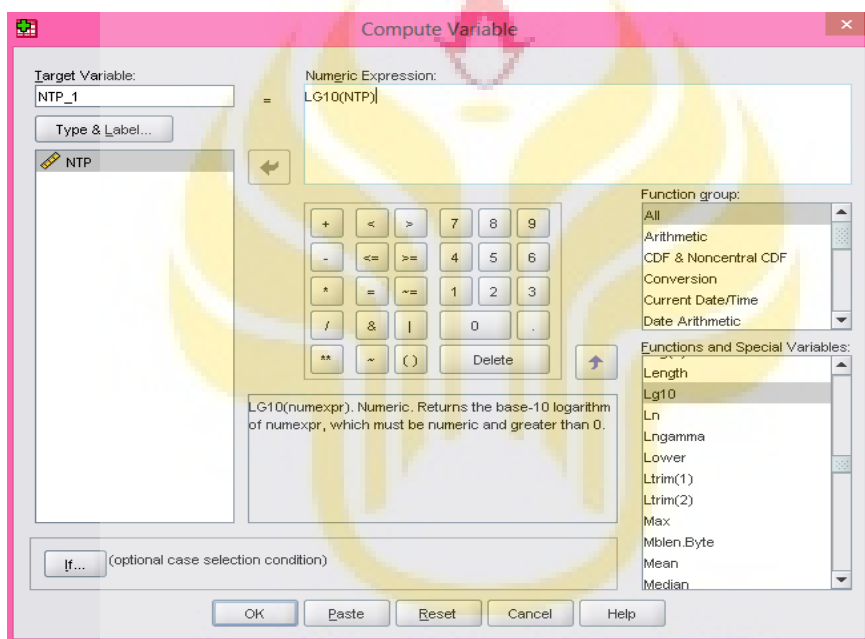 Compute Variable
Target Variable:
NTP_1
=
Numeric Expression:
LG10(NTP)
Type & Label...
NTP
+ < > 7 8 9
- <= >= 4 5 6
* = ~= 1 2 3
/ & | 0 .
** ~ ( ) Delete
LG10(numexpr). Numeric. Returns the base-10 logarithm
of numexpr, which must be numeric and greater than 0.
Function group:
All
Arithmetic
CDF & Noncentral CDF
Conversion
Current Date/Time
Date Arithmetic
Functions and Special Variables:
Length
Lg10
Ln
Lngamma
Lower
Ltrim(1)
Ltrim(2)
Max
Mblen.Byte
Mean
Median
If... (optional case selection condition)
OK Paste Reset Cancel Help